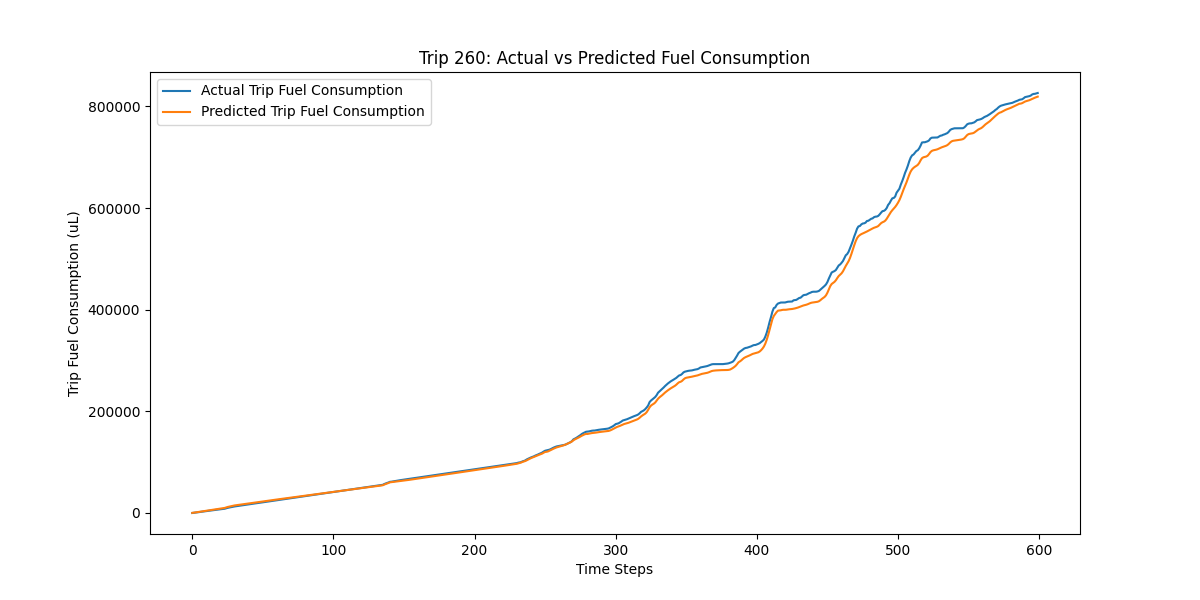 Trip 260: Actual vs Predicted Fuel Consumption
Actual Trip Fuel Consumption
Predicted Trip Fuel Consumption
Trip Fuel Consumption (uL)
800000
600000
400000
200000
0
0 100 200 300 400 500 600
Time Steps